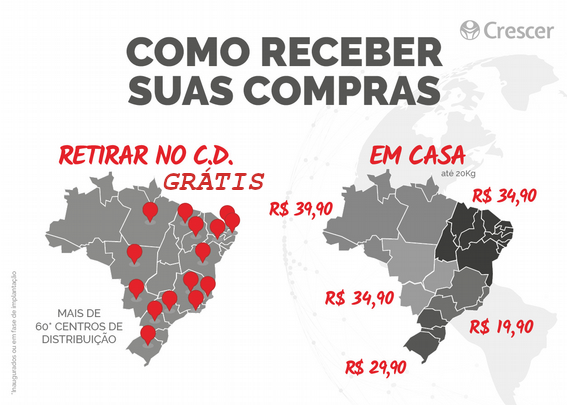 Crescer
COMO RECEBER
SUAS COMPRAS
RETIRAR NO C.D.
GRÁTIS
EM CASA
até 20Kg
R$ 39,90
R$ 34,90
R$ 34,90
R$ 19,90
R$ 29,90
MAIS DE
60* CENTROS DE
DISTRIBUIÇÃO
*Inaugurados ou em fase de implantação